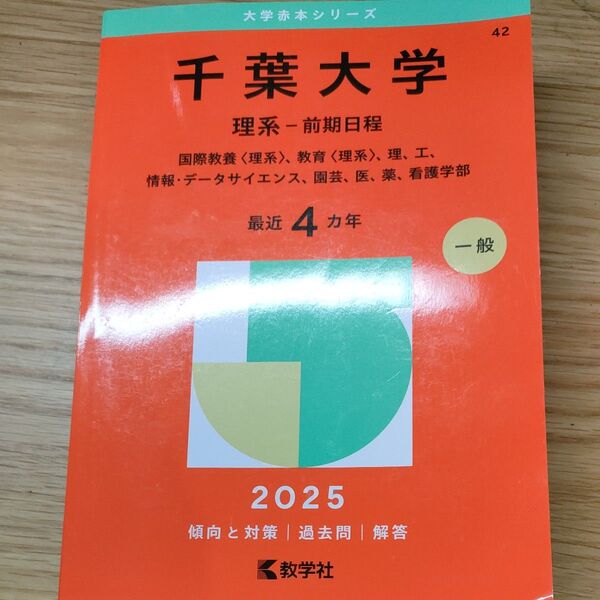 大学赤本シリーズ
42
千葉大学
理系－前期日程
国際教養〈理系〉、教育〈理系〉、理、工、
情報・データサイエンス、園芸、医、薬、看護学部
最近 4 カ年
一般
2025
傾向と対策｜過去問｜解答
教学社